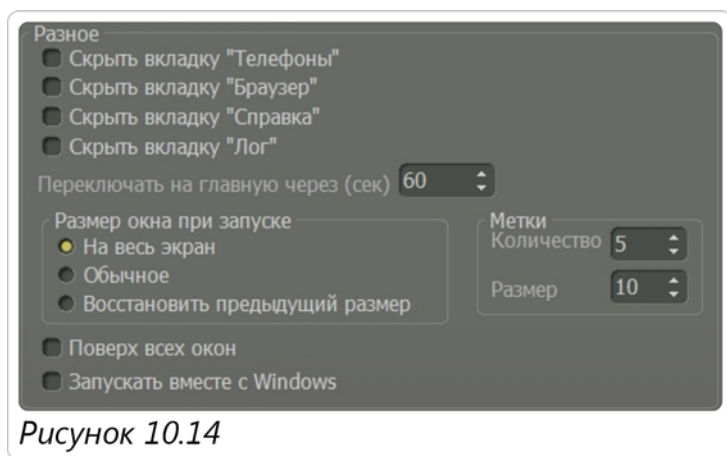 Разное
Скрыть вкладку "Телефоны"
Скрыть вкладку "Браузер"
Скрыть вкладку "Справка"
Скрыть вкладку "Лог"
Переключать на главную через (сек) 60
Размер окна при запуске
На весь экран
Обычное
Восстановить предыдущий размер
Метки
Количество 5
Размер 10
Поверх всех окон
Запускать вместе с Windows
Рисунок 10.14